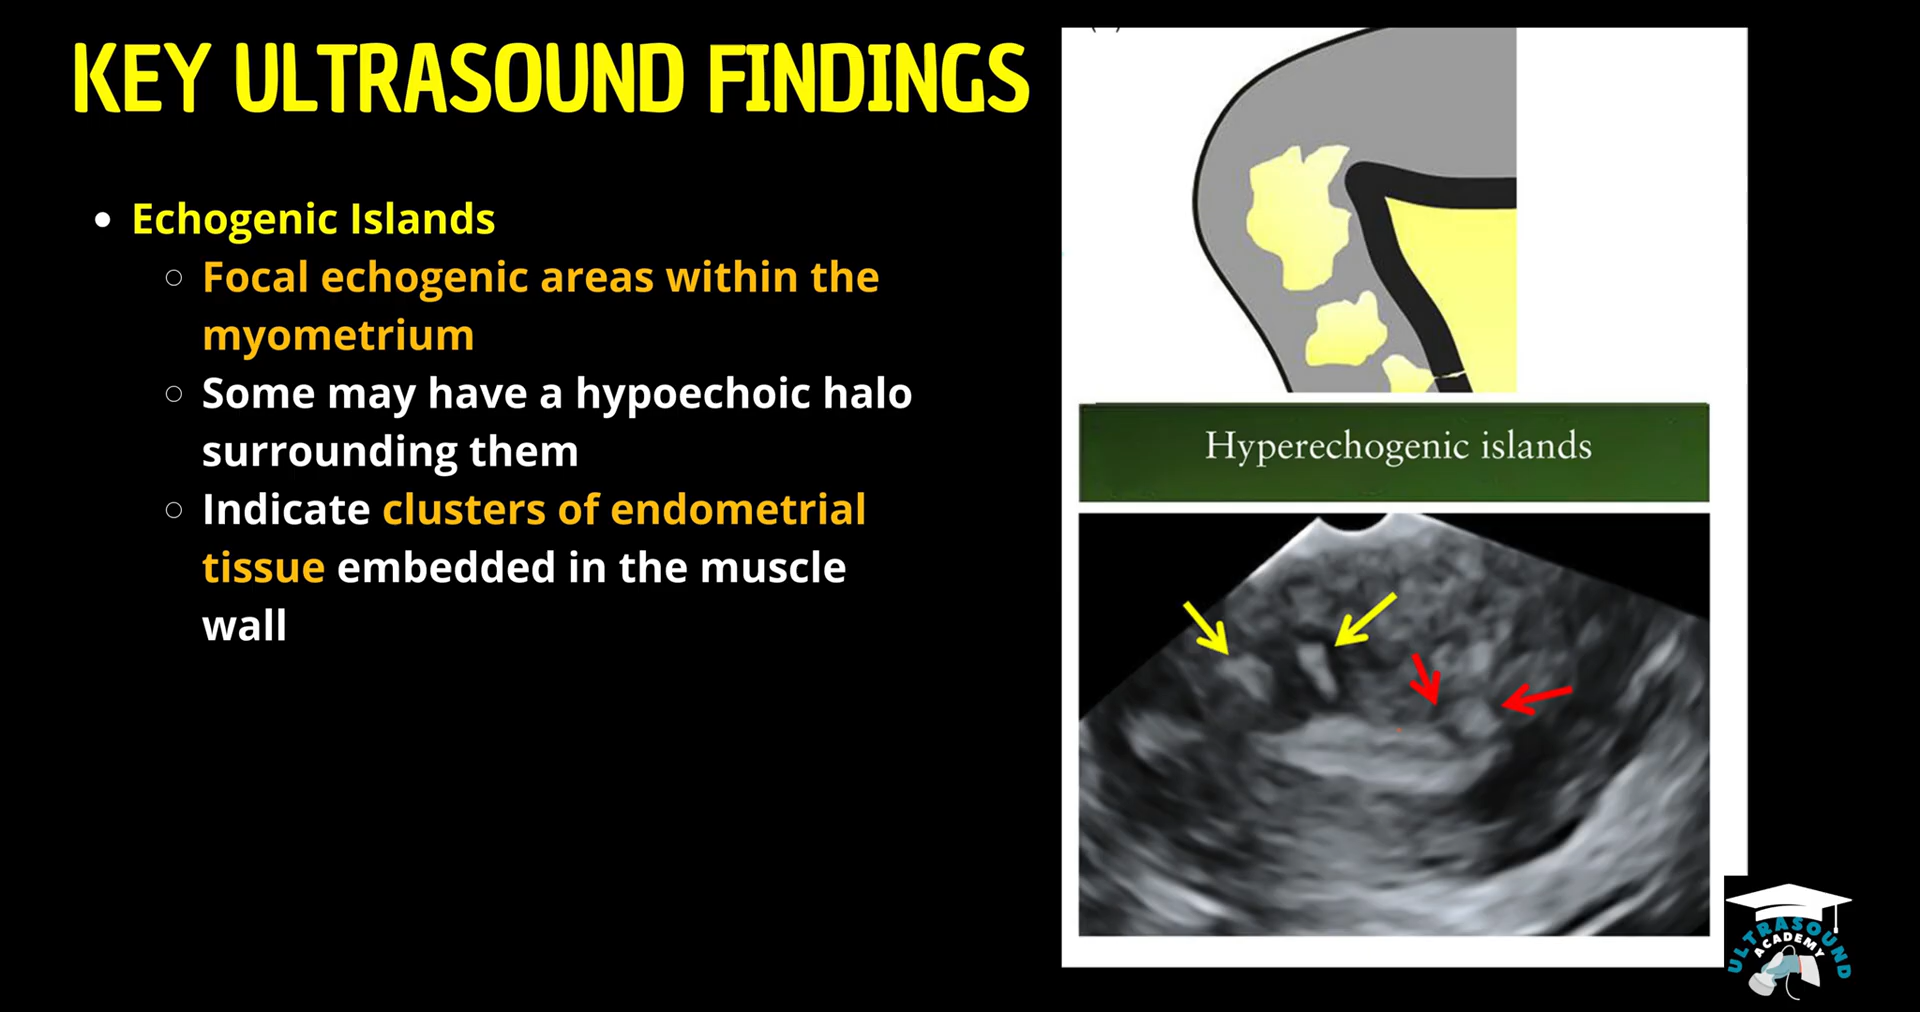 KEY ULTRASOUND FINDINGS
Echogenic Islands
Focal echogenic areas within the
myometrium
Some may have a hypoechoic halo
surrounding them
Indicate clusters of endometrial
tissue embedded in the muscle
wall
Hyperechogenic islands
ULTRASOUND
ACADEMY